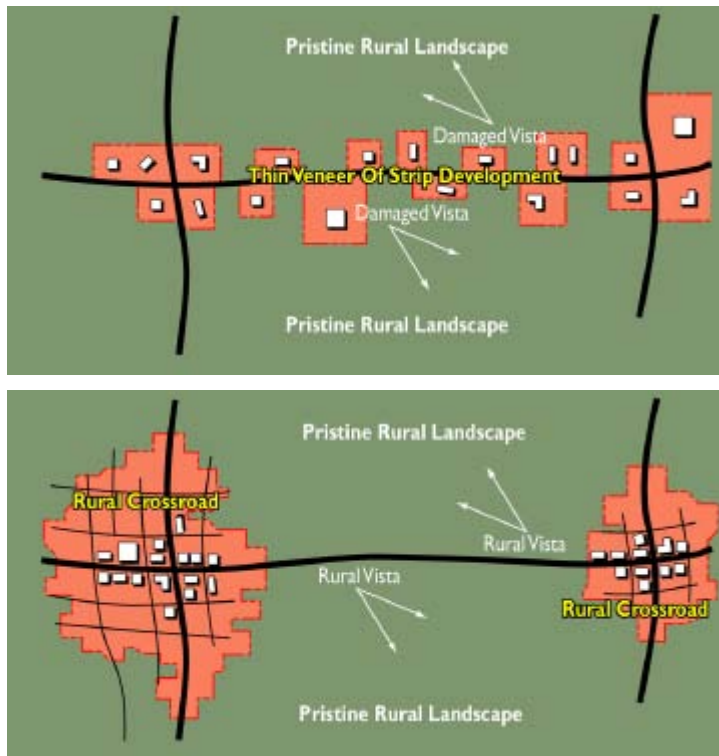 Pristine Rural Landscape
Damaged Vista
Thin Veneer Of Strip Development
Damaged Vista
Pristine Rural Landscape
Pristine Rural Landscape
Rural Crossroad
Rural Vista
Rural Vista
Rural Crossroad
Pristine Rural Landscape